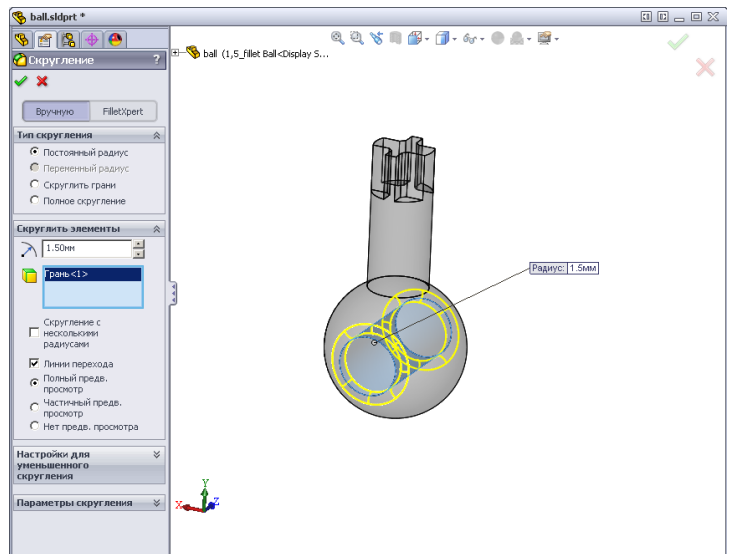 ball.sldprt *
ball (1,5_fillet Ball<Display S...
Скругление ?
Вручную FilletXpert
Тип скругления
Постоянный радиус
Переменный радиус
Скруглить грани
Полное скругление
Скруглить элементы
1.50мм
Грань<1>
Скругление с
несколькими
радиусами
Линии перехода
Полный предв.
просмотр
Частичный предв.
просмотр
Нет предв. просмотра
Настройки для
уменьшенного
скругления
Параметры скругления
Радиус: 1.5мм
Y
X
Z